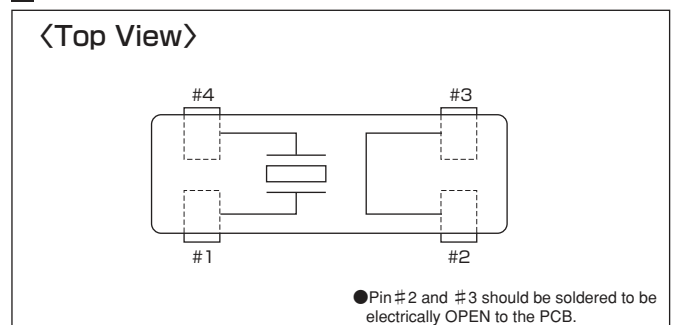 〈Top View〉
#4 #3
#1 #2
●Pin♯2 and ♯3 should be soldered to be
electrically OPEN to the PCB.